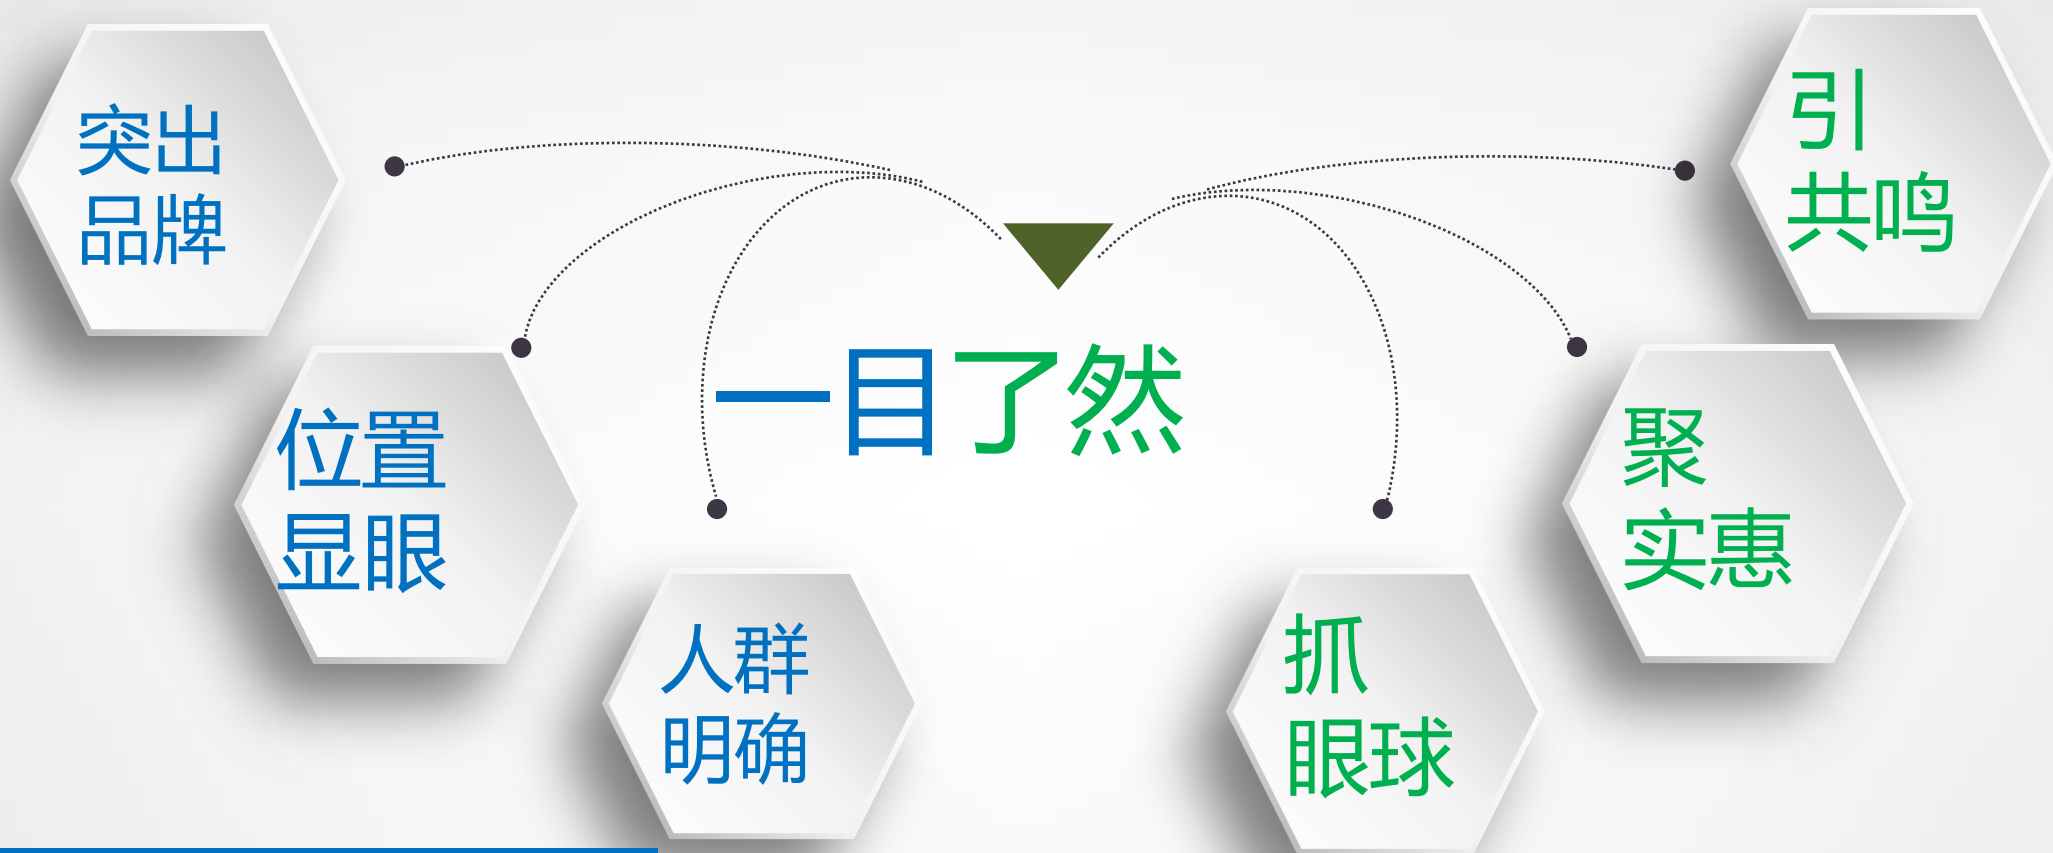 突出
品牌
位置
显眼
人群
明确
一目了然
引
共鸣
聚
实惠
抓
眼球